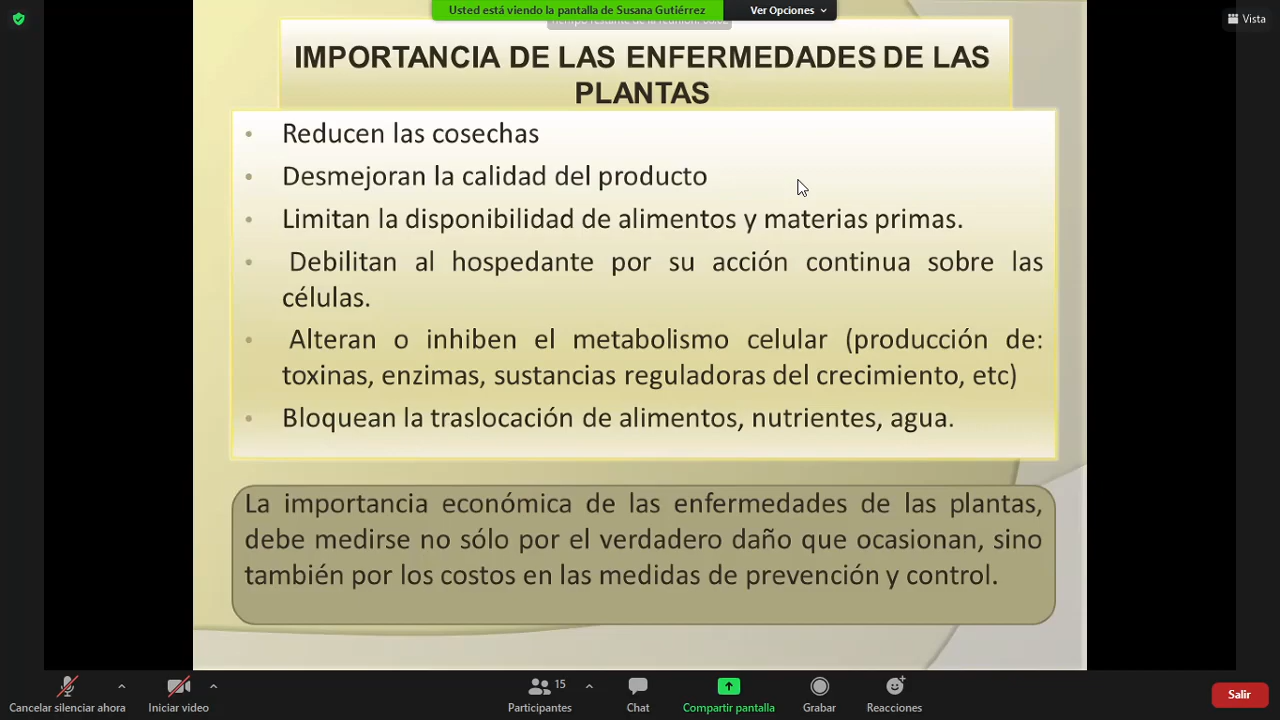 Usted está viendo la pantalla de Susana Gutiérrez
Ver Opciones
Vista
IMPORTANCIA DE LAS ENFERMEDADES DE LAS
PLANTAS
• Reducen las cosechas
• Desmejoran la calidad del producto
• Limitan la disponibilidad de alimentos y materias primas.
• Debilitan al hospedante por su acción continua sobre las
células.
• Alteran o inhiben el metabolismo celular (producción de:
toxinas, enzimas, sustancias reguladoras del crecimiento, etc)
• Bloquean la traslocación de alimentos, nutrientes, agua.
La importancia económica de las enfermedades de las plantas,
debe medirse no sólo por el verdadero daño que ocasionan, sino
también por los costos en las medidas de prevención y control.
Cancelar silenciar ahora
Iniciar video
15
Participantes
Chat
Compartir pantalla
Grabar
Reacciones
Salir